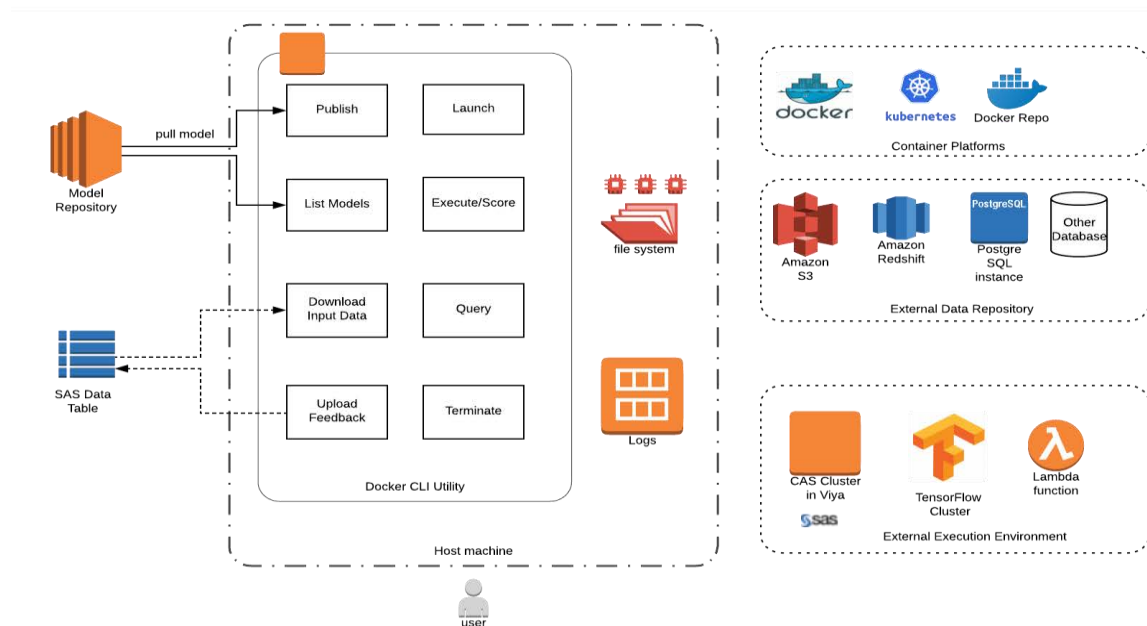 pull model
Model
Repository
SAS Data
Table
Publish
Launch
List Models
Execute/Score
Download
Input Data
Query
Upload
Feedback
Terminate
Docker CLI Utility
file system
Logs
Host machine
user
docker
kubernetes
Docker Repo
Container Platforms
Amazon
S3
Amazon
Redshift
PostgreSQL
Postgre
SQL
instance
Other
Database
External Data Repository
CAS Cluster
in Viya
sas
TensorFlow
Cluster
λ
Lambda
function
External Execution Environment